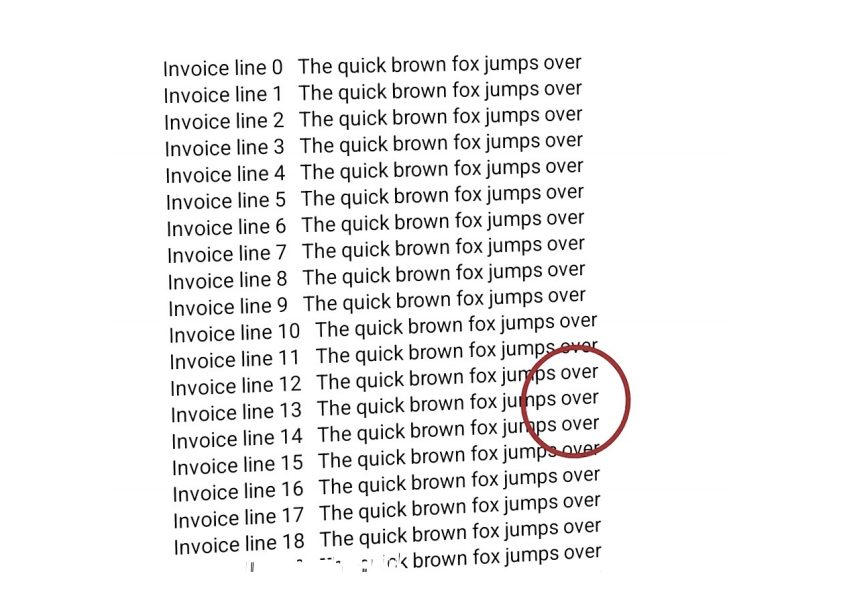 Invoice line 0 The quick brown fox jumps over
Invoice line 1 The quick brown fox jumps over
Invoice line 2 The quick brown fox jumps over
Invoice line 3 The quick brown fox jumps over
Invoice line 4 The quick brown fox jumps over
Invoice line 5 The quick brown fox jumps over
Invoice line 6 The quick brown fox jumps over
Invoice line 7 The quick brown fox jumps over
Invoice line 8 The quick brown fox jumps over
Invoice line 9 The quick brown fox jumps over
Invoice line 10 The quick brown fox jumps over
Invoice line 11 The quick brown fox jumps over
Invoice line 12 The quick brown fox jumps over
Invoice line 13 The quick brown fox jumps over
Invoice line 14 The quick brown fox jumps over
Invoice line 15 The quick brown fox jumps over
Invoice line 16 The quick brown fox jumps over
Invoice line 17 The quick brown fox jumps over
Invoice line 18 The quick brown fox jumps over
brown fox jumps over